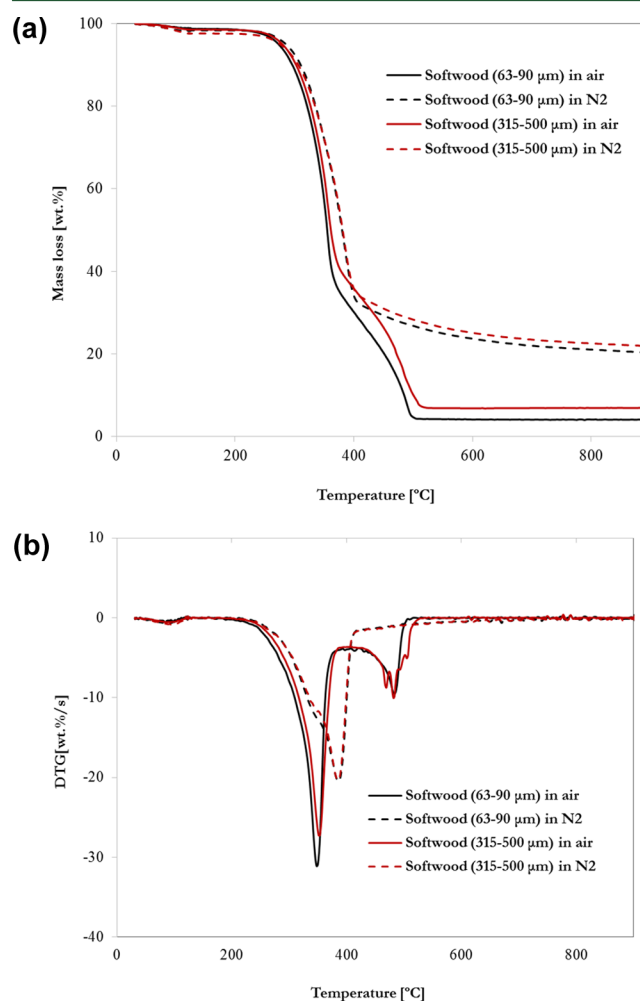 (a)
100
80
60
40
20
0
Mass loss [wt.%]
Softwood (63-90 µm) in air
Softwood (63-90 µm) in N2
Softwood (315-500 µm) in air
Softwood (315-500 µm) in N2
0 200 400 600 800
Temperature [ºC]
(b)
10
0
-10
-20
-30
-40
DTG[wt.%/s]
Softwood (63-90 µm) in air
Softwood (63-90 µm) in N2
Softwood (315-500 µm) in air
Softwood (315-500 µm) in N2
0 200 400 600 800
Temperature [ºC]